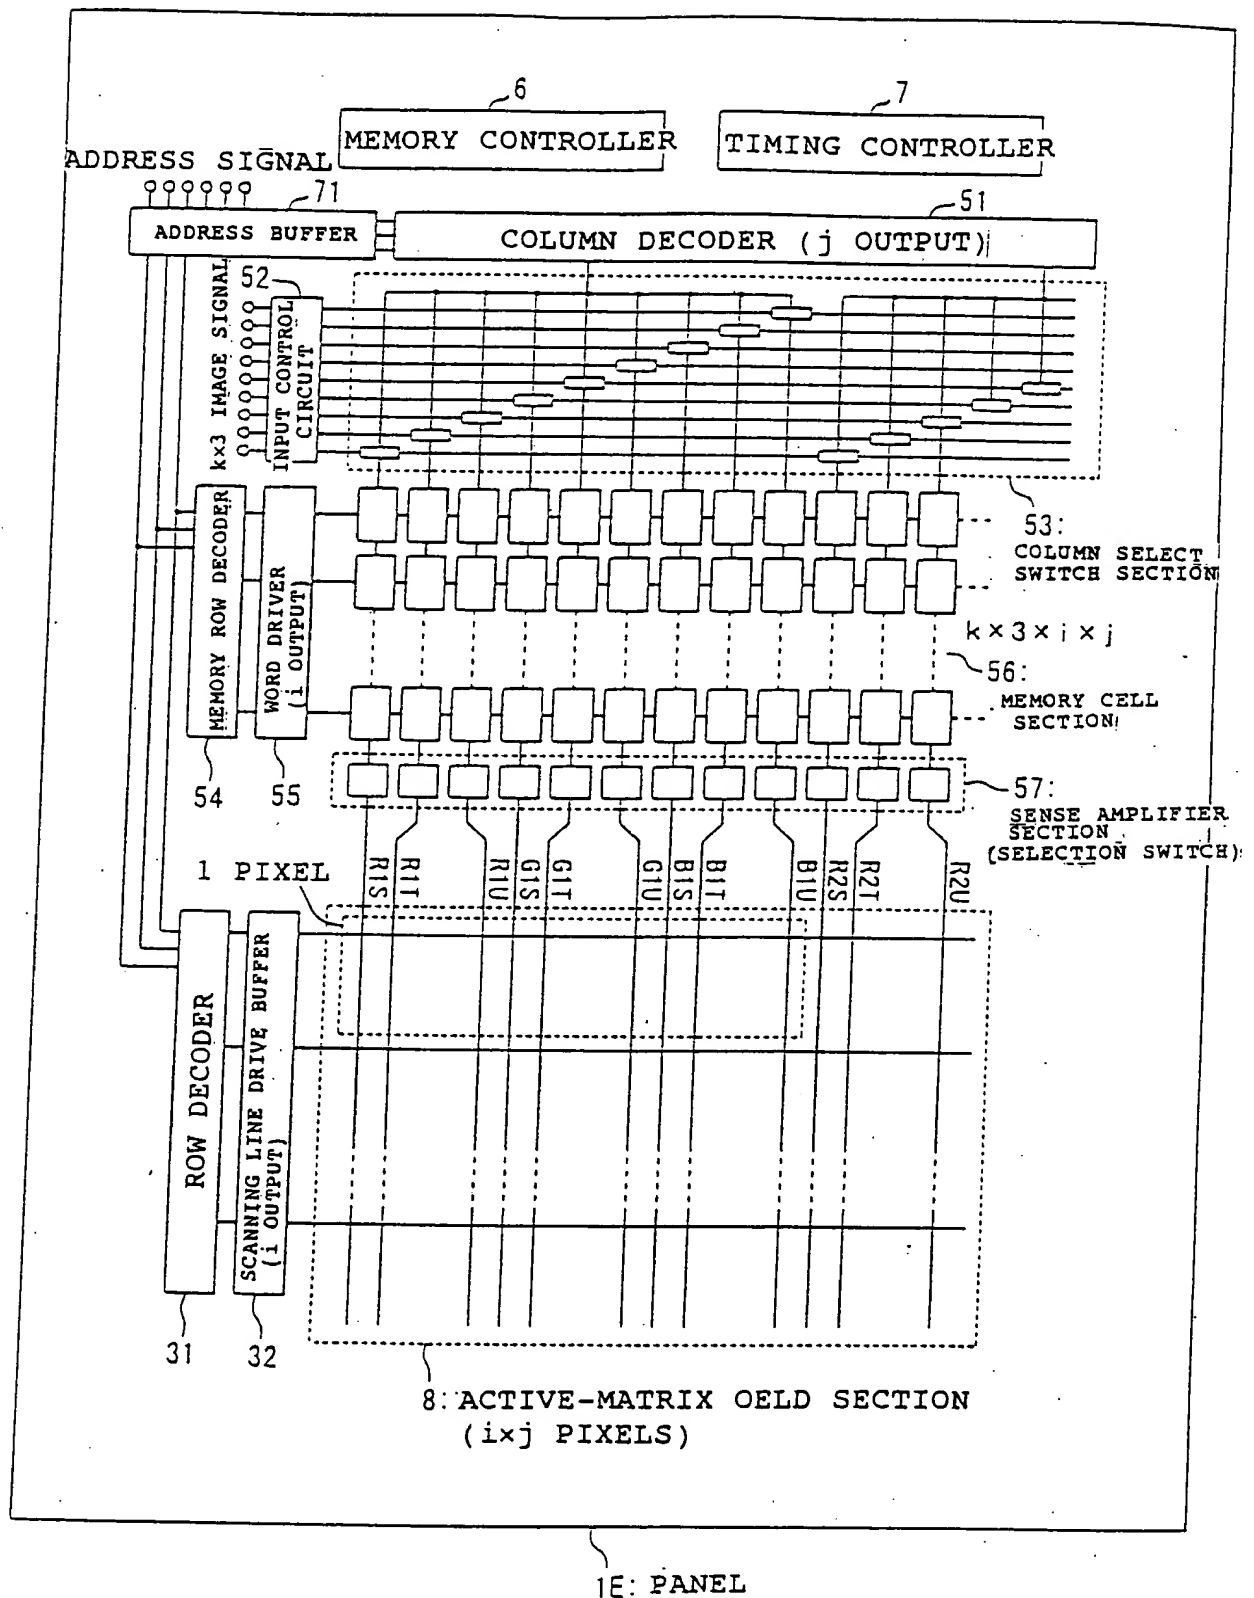 6
7
MEMORY CONTROLLER
TIMING CONTROLLER
ADDRESS SIGNAL
71
51
ADDRESS BUFFER
COLUMN DECODER (j OUTPUT)
52
k×3 IMAGE SIGNAL
INPUT CONTROL
CIRCUIT
53:
COLUMN SELECT
SWITCH SECTION
MEMORY ROW DECODER
WORD DRIVER
(i OUTPUT)
k×3×i×j
56:
MEMORY CELL
SECTION
54
55
57:
SENSE AMPLIFIER
SECTION
(SELECTION SWITCH)
1 PIXEL
R1S
R1T
R1U
G1S
G1T
G1U
B1S
B1T
B1U
R2S
R2T
R2U
ROW DECODER
SCANNING LINE DRIVE BUFFER
(i OUTPUT)
31
32
8: ACTIVE-MATRIX OELD SECTION
(i×j PIXELS)
1E: PANEL